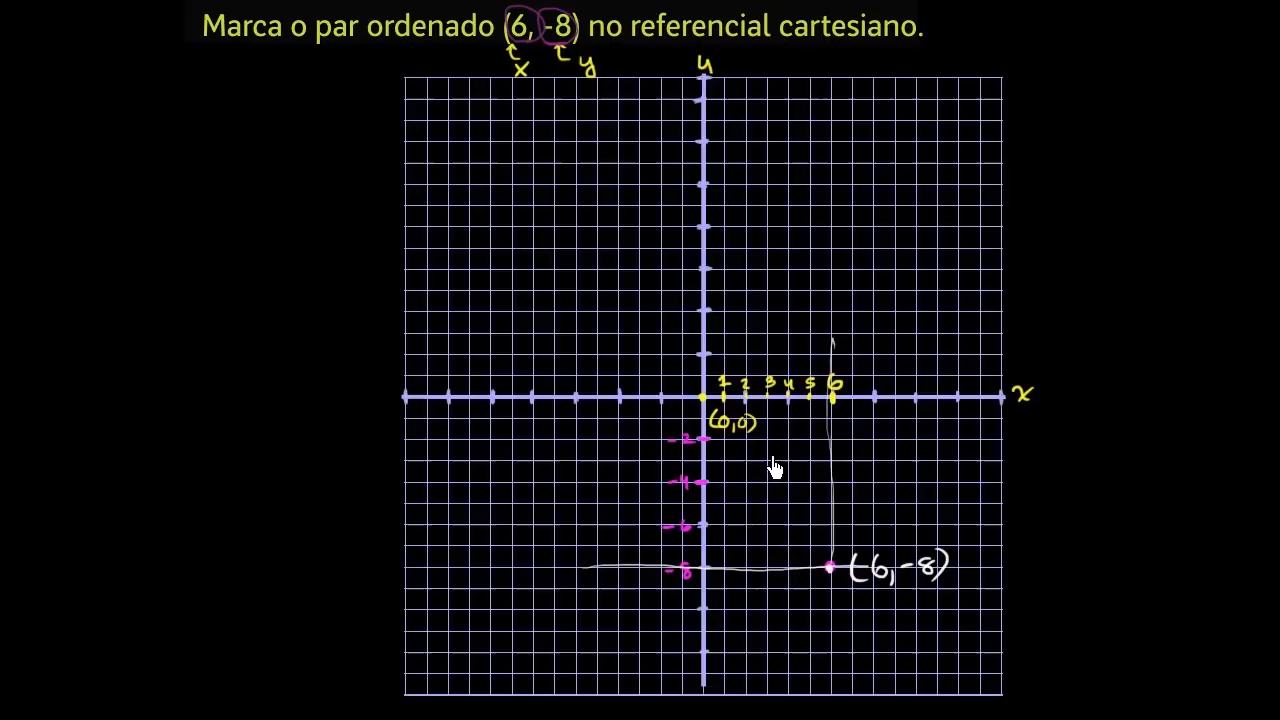 Marca o par ordenado (6, -8) no referencial cartesiano.
x y
y
1 2 3 4 5 6
x
(0,0)
-2
-4
-6
-8
(6,-8)